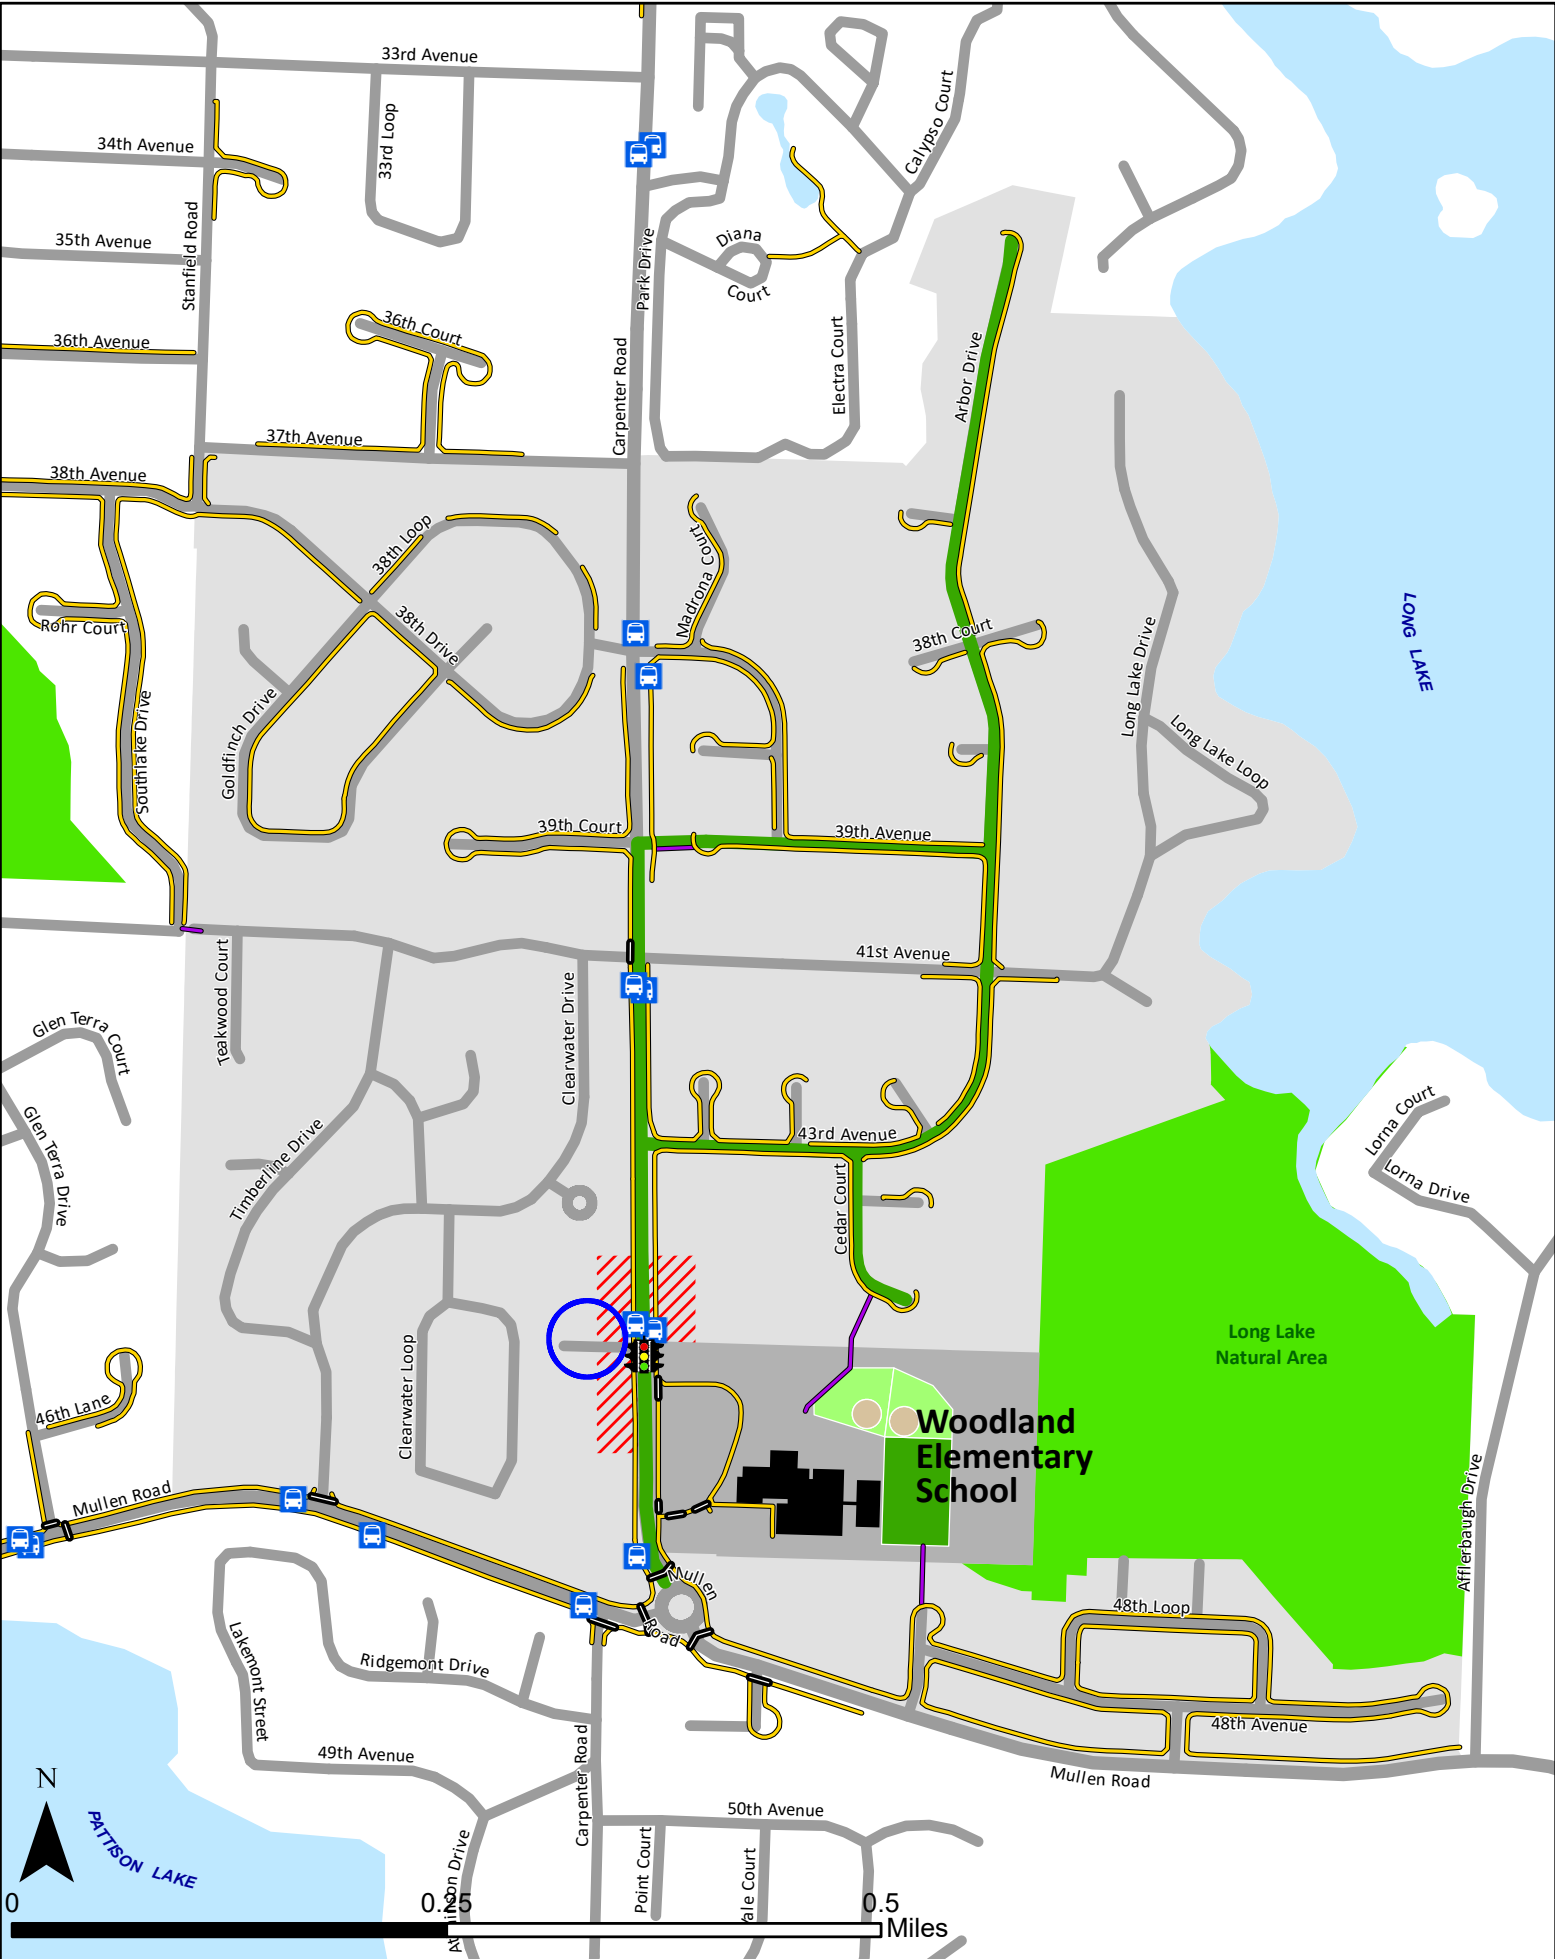 33rd Avenue
33rd Loop
34th Avenue
Calypso Court
Stanfield Road
35th Avenue
Park Drive
Diana
Court
36th Court
36th Avenue
Electra Court
Arbor Drive
Carpenter Road
37th Avenue
38th Avenue
38th Loop
Madrona Court
LONG LAKE
Rohr Court
38th Drive
38th Court
Long Lake Drive
Goldfinch Drive
Southlake Drive
Long Lake Loop
39th Court
39th Avenue
Teakwood Court
41st Avenue
Clearwater Drive
Glen Terra Court
Glen Terra Drive
Timberline Drive
43rd Avenue
Cedar Court
Lorna Court
Lorna Drive
Long Lake
Natural Area
Clearwater Loop
46th Lane
Woodland
Elementary
School
Mullen Road
Afflerbaugh Drive
Mullen
Road
48th Loop
Lakemont Street
Ridgemont Drive
48th Avenue
49th Avenue
Carpenter Road
Mullen Road
N
50th Avenue
PATTISON LAKE
Point Court
0
0.25
0.5
Miles